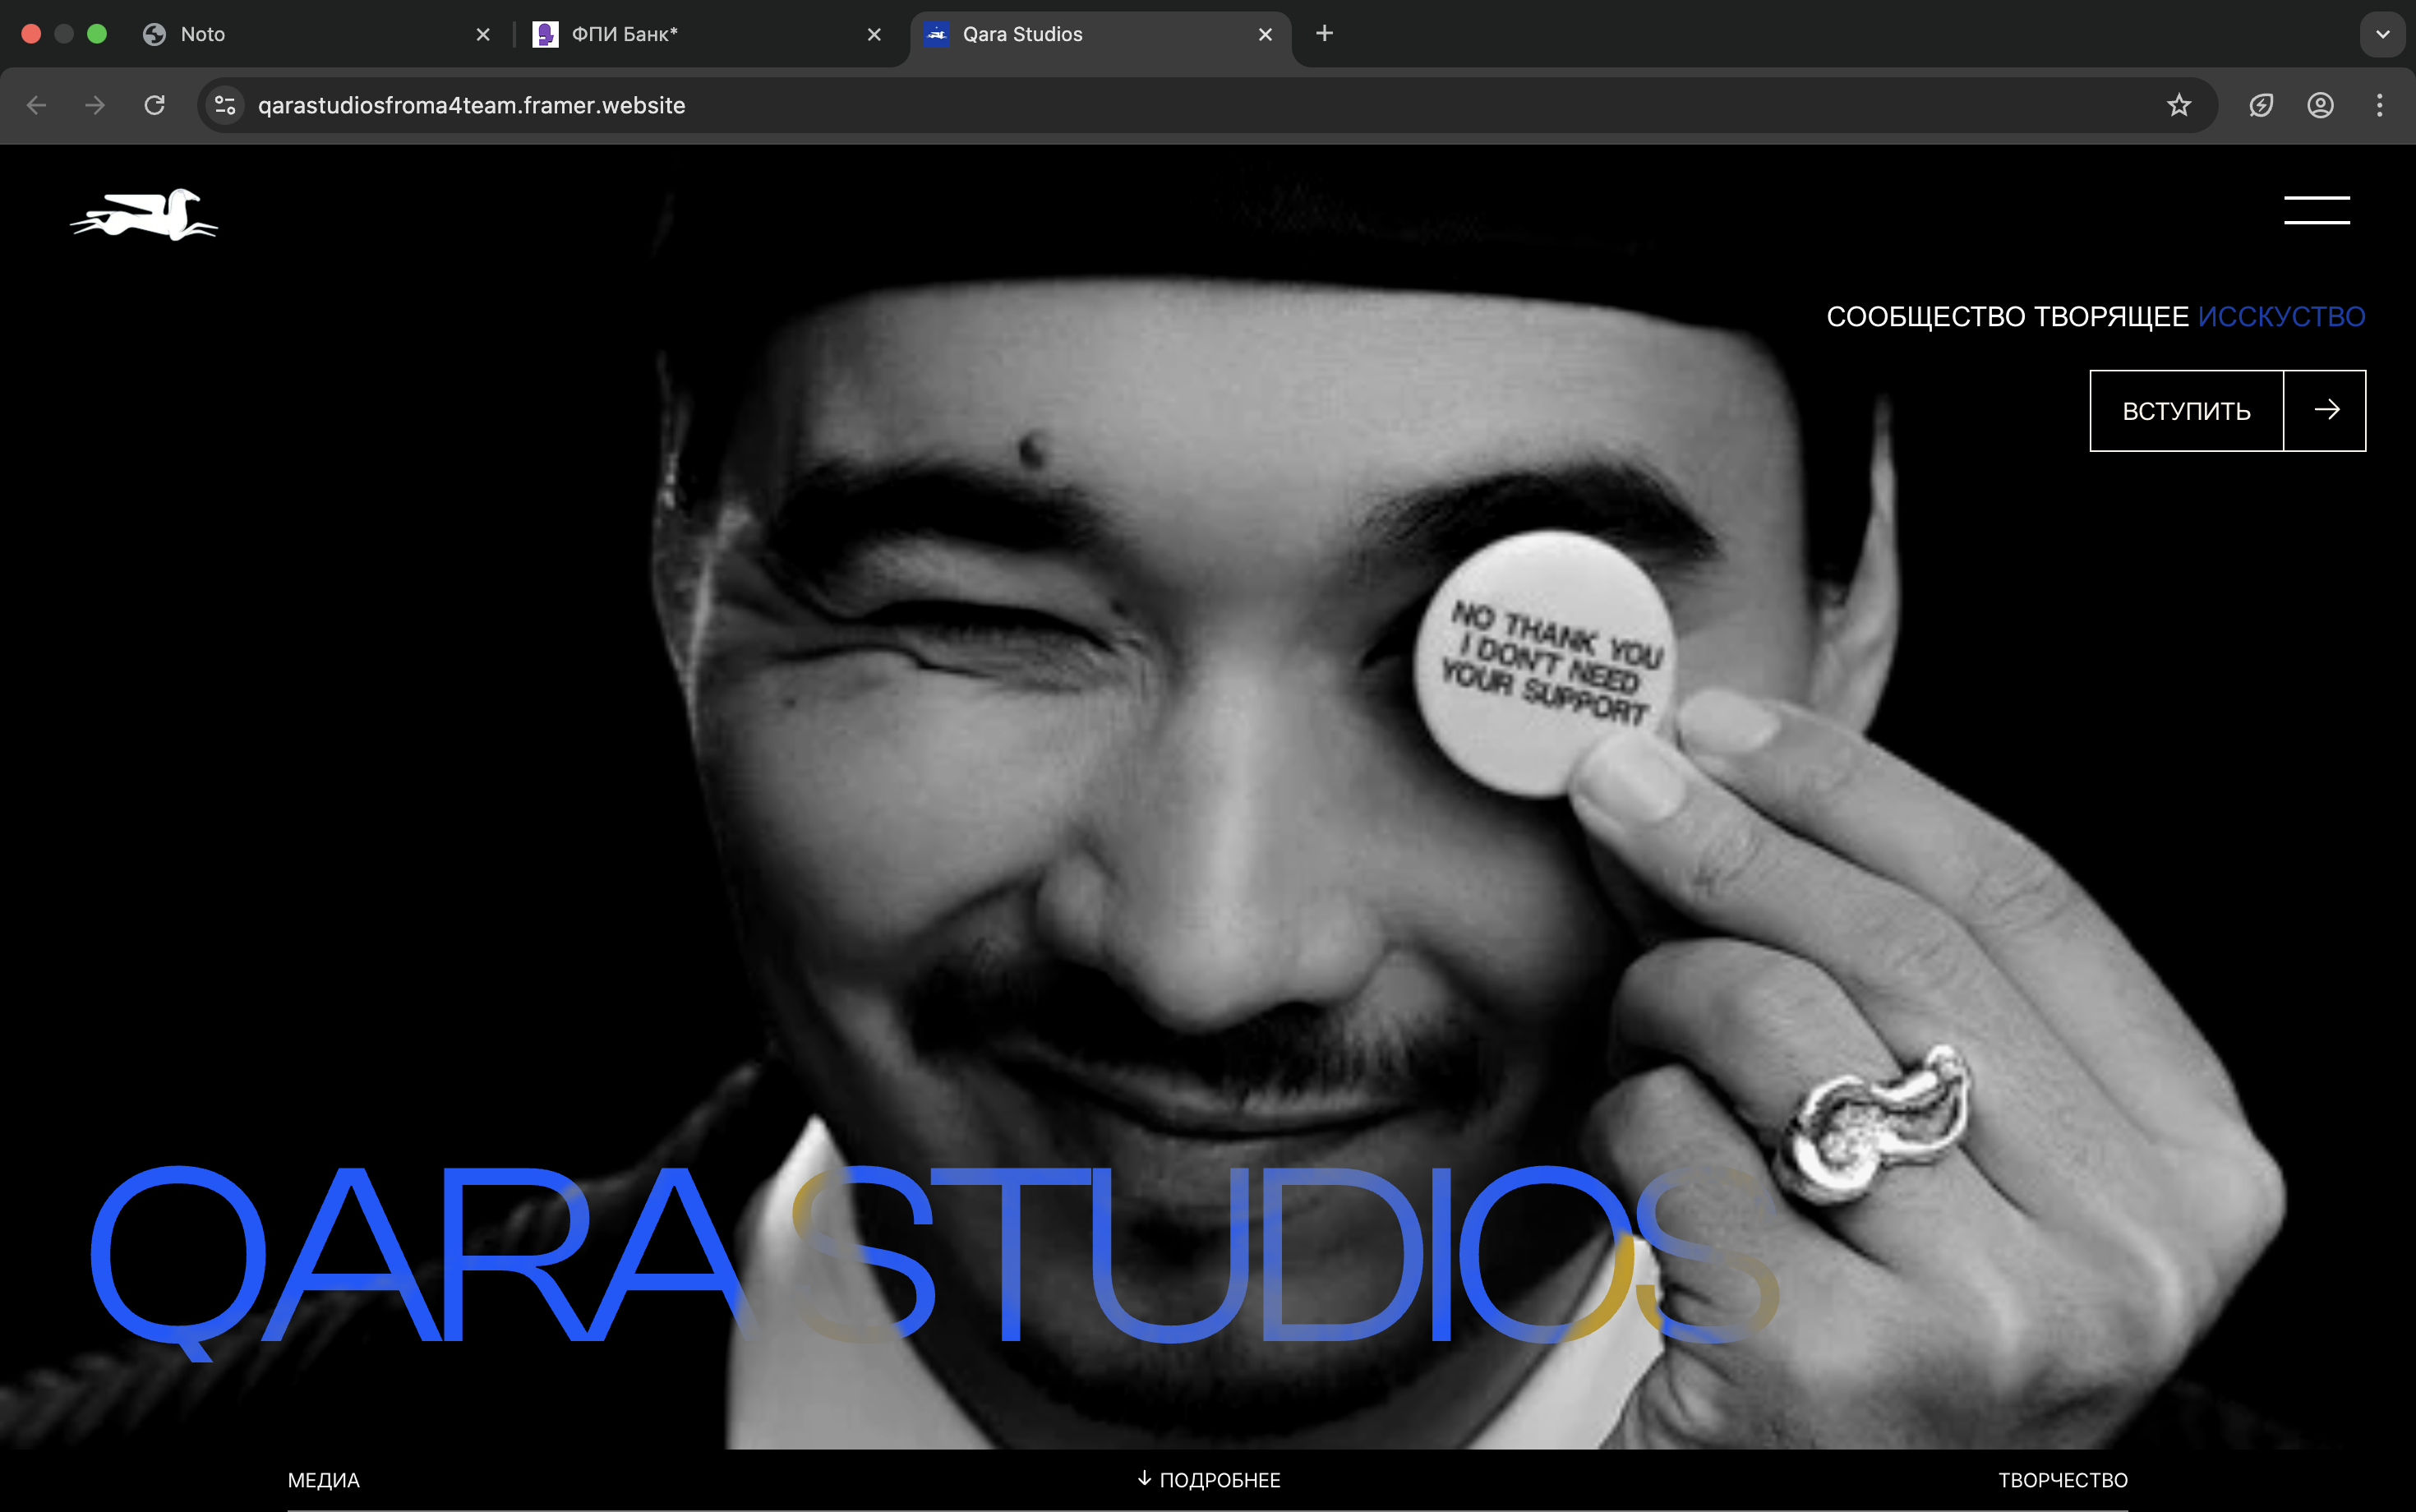 Noto
ФПИ Банк*
Qara Studios
qarastudiosfroma4team.framer.website
СООБЩЕСТВО ТВОРЯЩЕЕ ИССКУСТВО
ВСТУПИТЬ
NO THANK YOU
I DON'T NEED
YOUR SUPPORT
QARA STUDIOS
МЕДИА
ПОДРОБНЕЕ
ТВОРЧЕСТВО